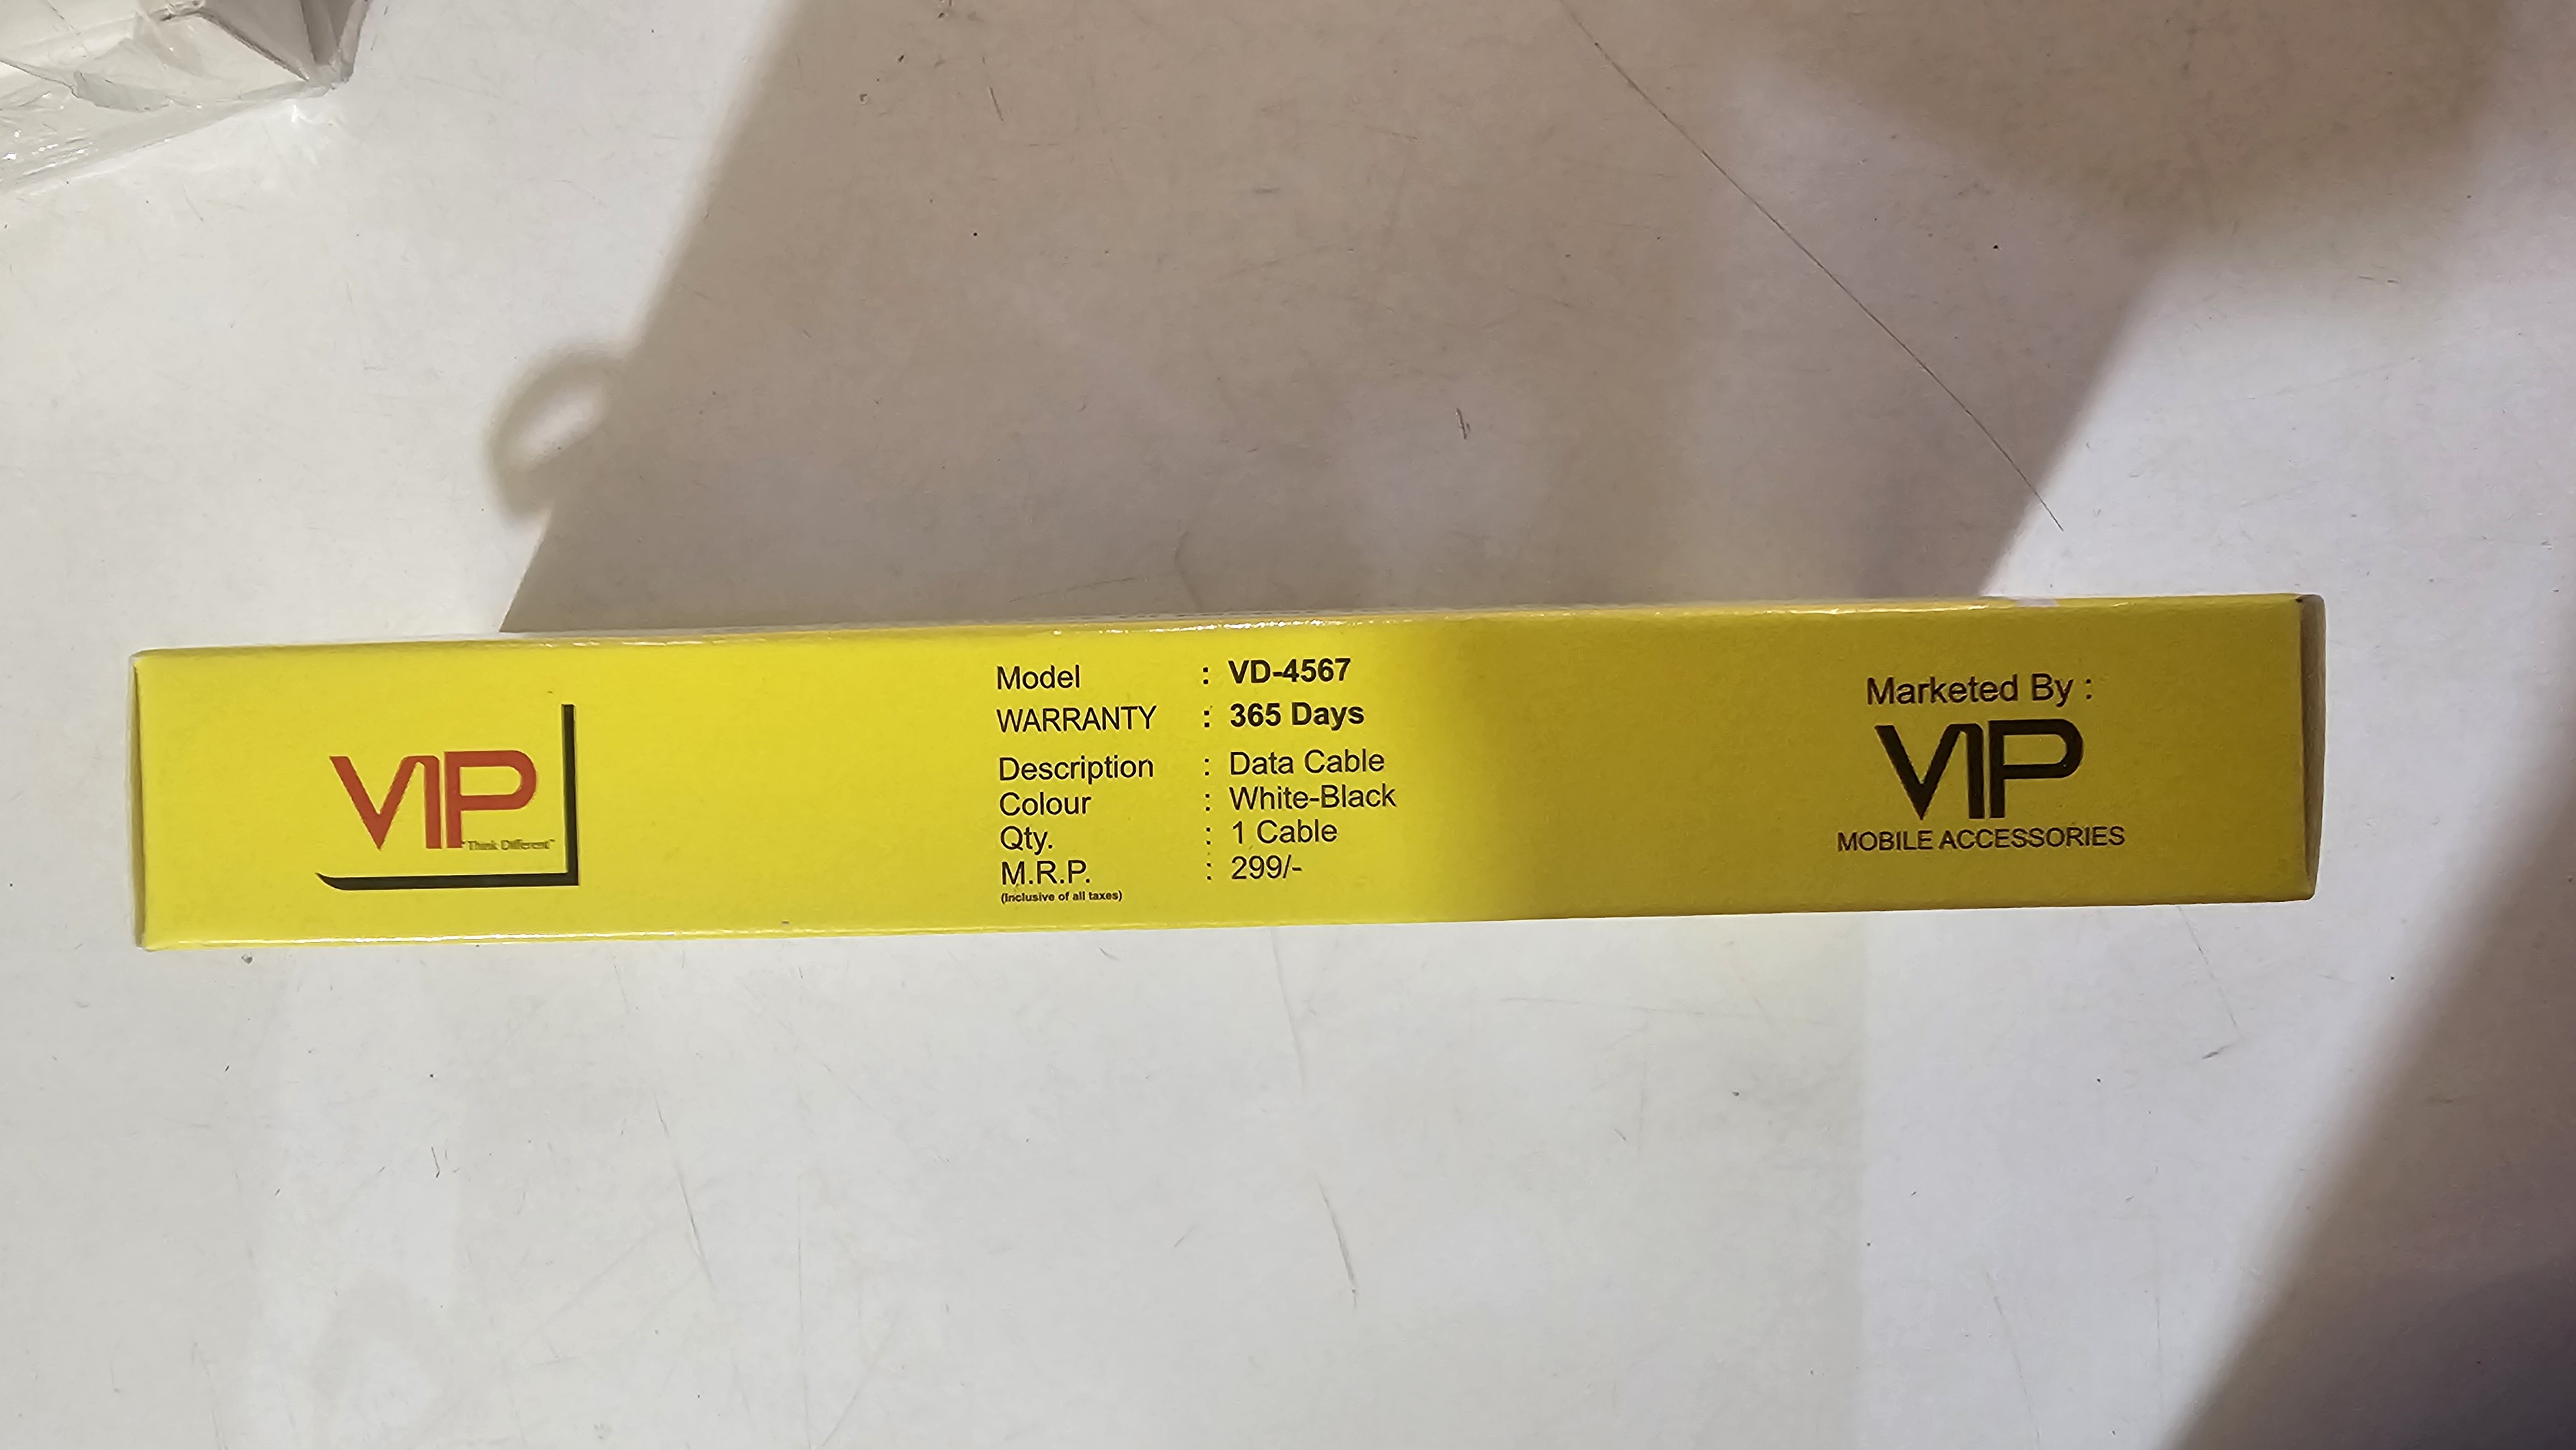 VIP
Think Different™
Model : VD-4567
WARRANTY : 365 Days
Description : Data Cable
Colour : White-Black
Qty. : 1 Cable
M.R.P. : 299/-
(Inclusive of all taxes)
Marketed By :
VIP
MOBILE ACCESSORIES